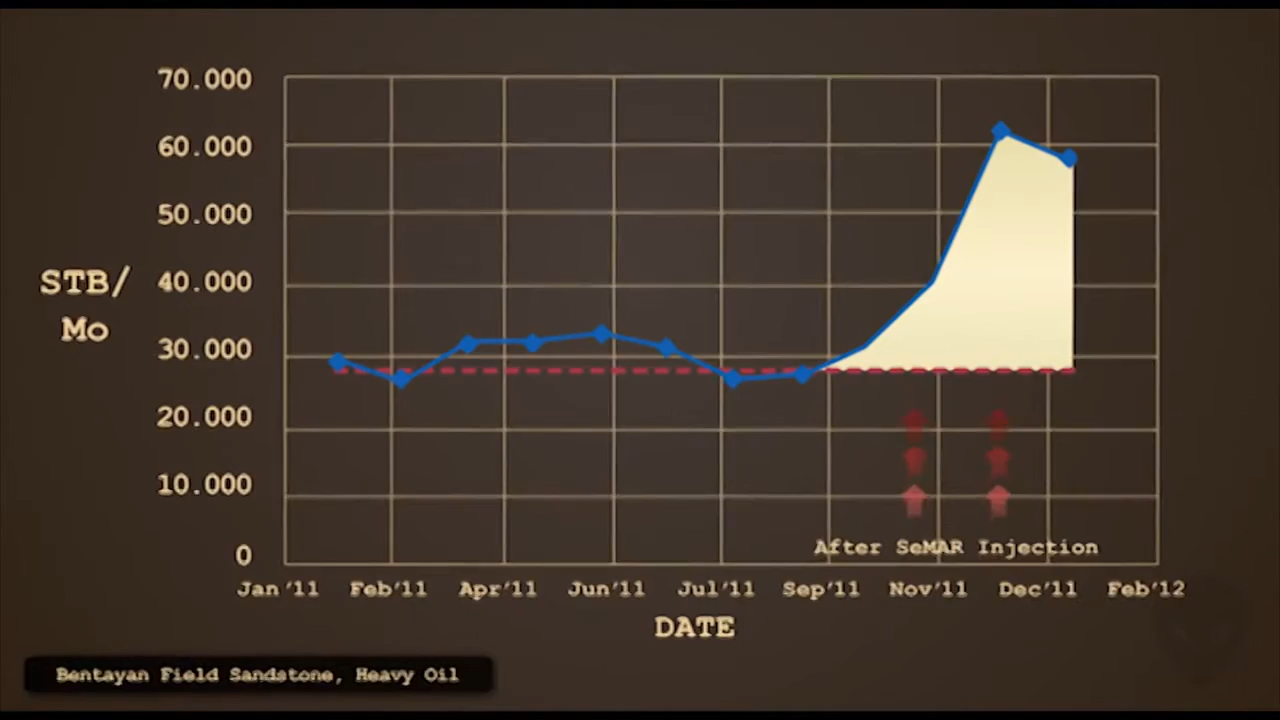 70.000
60.000
50.000
40.000
30.000
20.000
10.000
0
STB/
Mo
After SeMAR Injection
Jan'11 Feb'11 Apr'11 Jun'11 Jul'11 Sep'11 Nov'11 Dec'11 Feb'12
DATE
Bentayan Field Sandstone, Heavy Oil